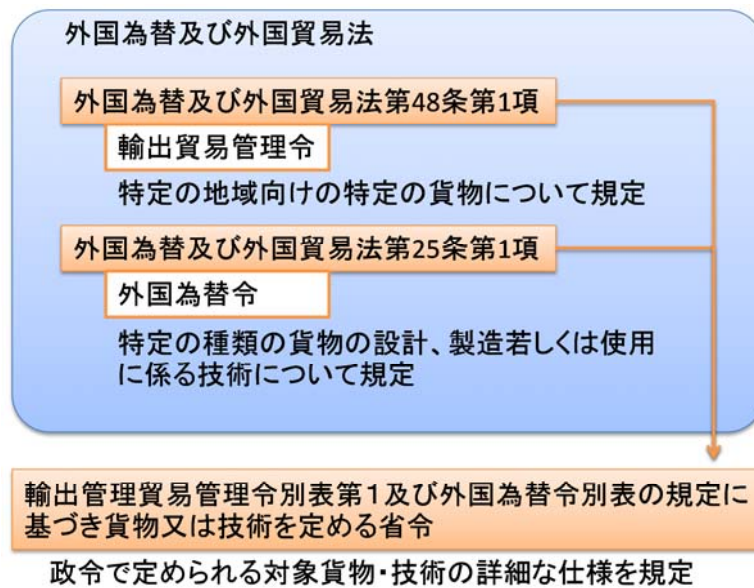 外国為替及び外国貿易法
外国為替及び外国貿易法第48条第1項
輸出貿易管理令
特定の地域向けの特定の貨物について規定
外国為替及び外国貿易法第25条第1項
外国為替令
特定の種類の貨物の設計、製造若しくは使用
に係る技術について規定
輸出管理貿易管理令別表第1及び外国為替令別表の規定に
基づき貨物又は技術を定める省令
政令で定められる対象貨物・技術の詳細な仕様を規定